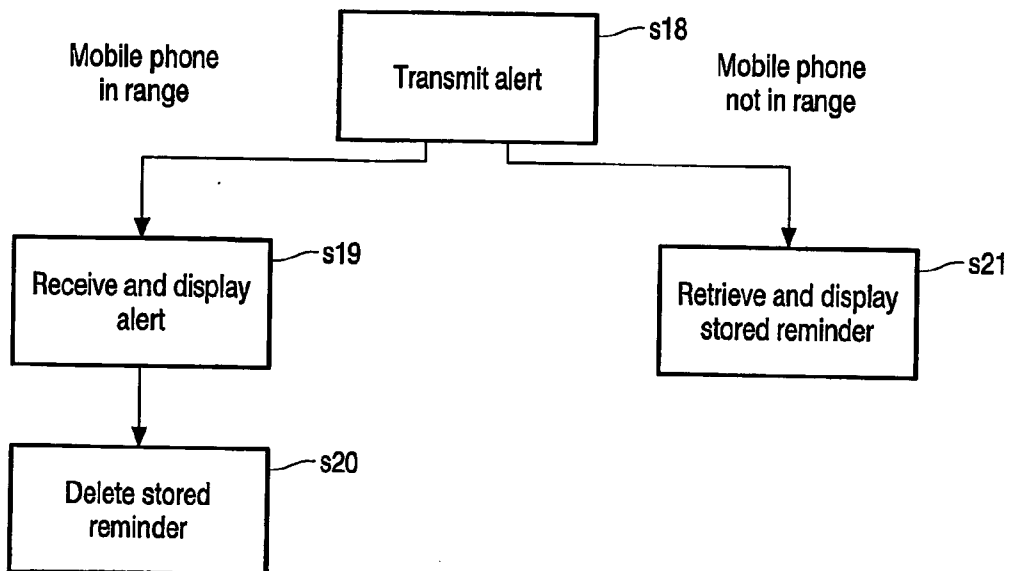 s18
Mobile phone
in range
Transmit alert
Mobile phone
not in range
s19
Receive and display
alert
s21
Retrieve and display
stored reminder
s20
Delete stored
reminder